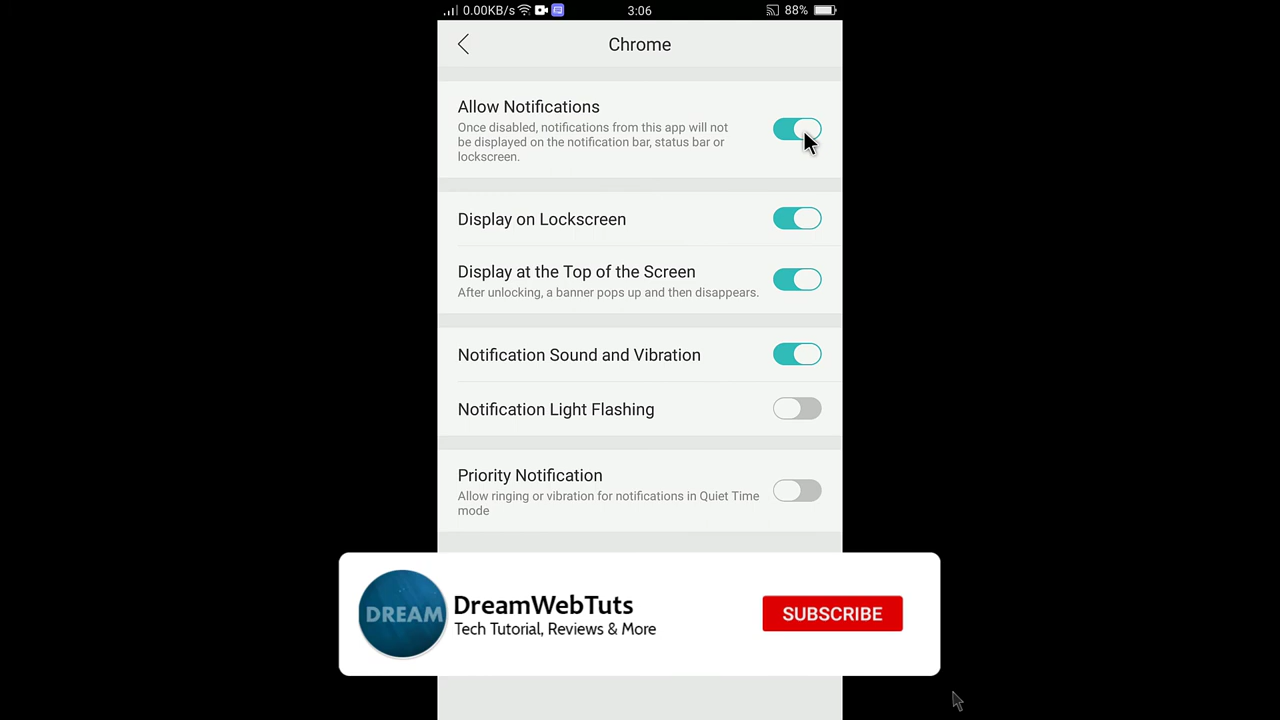 0.00KB/s 3:06 88%
Chrome
Allow Notifications
Once disabled, notifications from this app will not
be displayed on the notification bar, status bar or
lockscreen.
Display on Lockscreen
Display at the Top of the Screen
After unlocking, a banner pops up and then disappears.
Notification Sound and Vibration
Notification Light Flashing
Priority Notification
Allow ringing or vibration for notifications in Quiet Time
mode
DREAM
DreamWebTuts
Tech Tutorial, Reviews & More
SUBSCRIBE